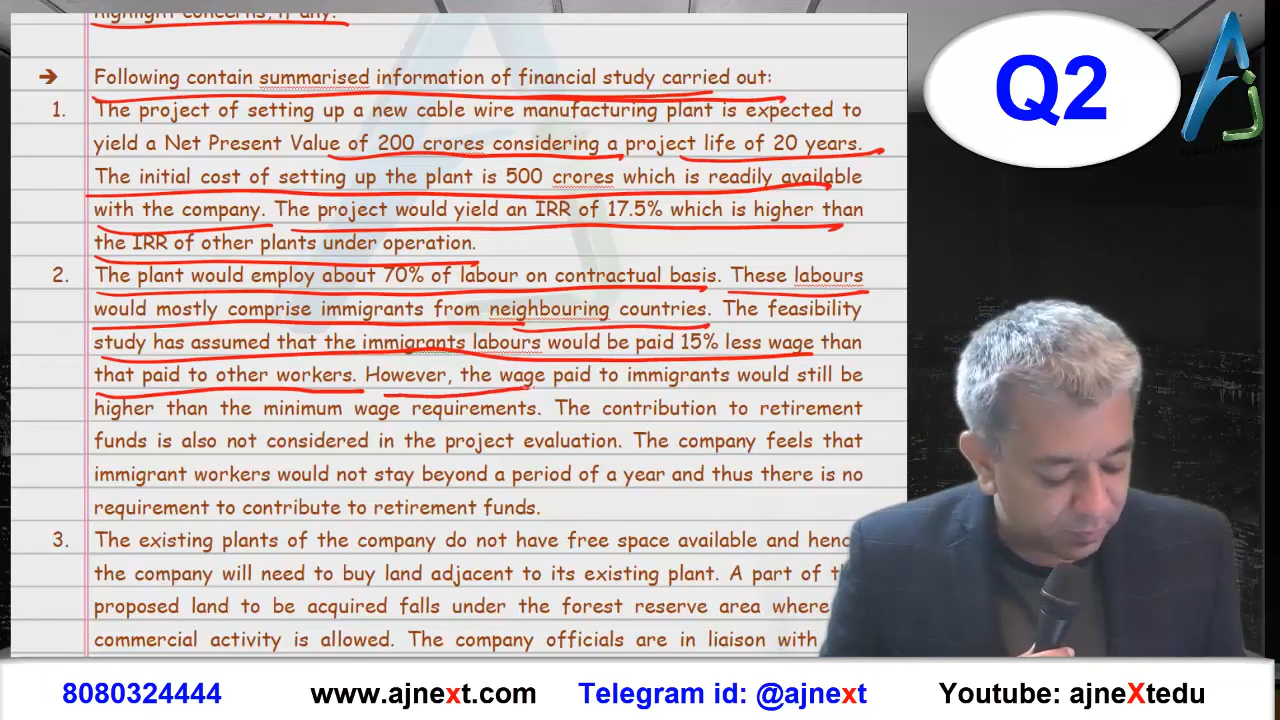 highlight concerns, if any.
➔ Following contain summarised information of financial study carried out:
1. The project of setting up a new cable wire manufacturing plant is expected to
yield a Net Present Value of 200 crores considering a project life of 20 years.
The initial cost of setting up the plant is 500 crores which is readily available
with the company. The project would yield an IRR of 17.5% which is higher than
the IRR of other plants under operation.
2. The plant would employ about 70% of labour on contractual basis. These labours
would mostly comprise immigrants from neighbouring countries. The feasibility
study has assumed that the immigrants labours would be paid 15% less wage than
that paid to other workers. However, the wage paid to immigrants would still be
higher than the minimum wage requirements. The contribution to retirement
funds is also not considered in the project evaluation. The company feels that
immigrant workers would not stay beyond a period of a year and thus there is no
requirement to contribute to retirement funds.
3. The existing plants of the company do not have free space available and
the company will need to buy land adjacent to its existing plant. A part of
proposed land to be acquired falls under the forest reserve area where
commercial activity is allowed. The company officials are in liaison with
Q2
8080324444 www.ajnext.com Telegram id: @ajnext Youtube: ajneXtedu